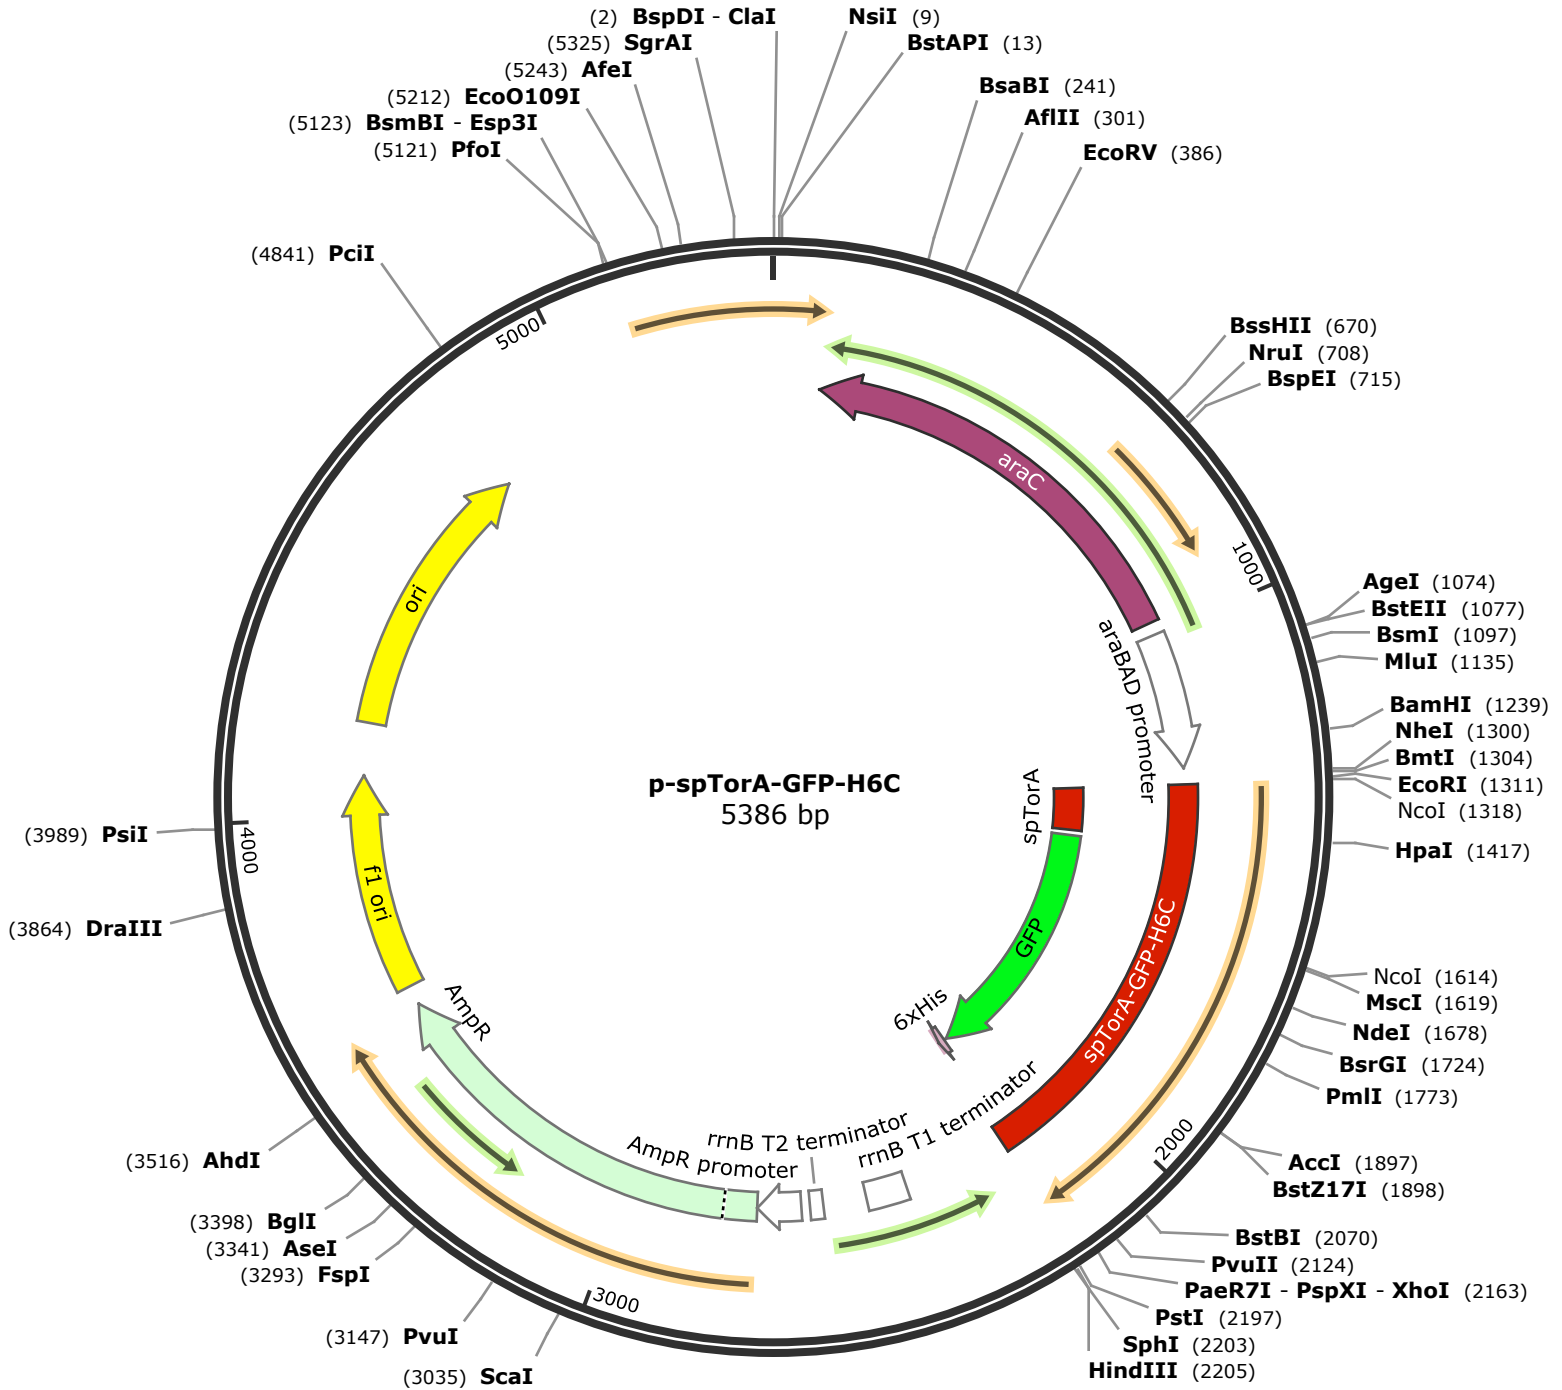 (2) BspDI - ClaI
(5325) SgrAI
(5243) AfeI
(5212) EcoO109I
(5123) BsmBI - Esp3I
(5121) PfoI
(4841) PciI
NsiI (9)
BstAPI (13)
BsaBI (241)
AflII (301)
EcoRV (386)
BssHII (670)
NruI (708)
BspEI (715)
AgeI (1074)
BstEII (1077)
BsmI (1097)
MluI (1135)
BamHI (1239)
NheI (1300)
BmtI (1304)
EcoRI (1311)
NcoI (1318)
HpaI (1417)
NcoI (1614)
MscI (1619)
NdeI (1678)
BsrGI (1724)
PmlI (1773)
AccI (1897)
BstZ17I (1898)
BstBI (2070)
PvuII (2124)
PaeR7I - PspXI - XhoI (2163)
PstI (2197)
SphI (2203)
HindIII (2205)
(3035) ScaI
(3147) PvuI
(3293) FspI
(3341) AseI
(3398) BglI
(3516) AhdI
(3864) DraIII
(3989) PsiI
1000
2000
3000
4000
5000
araC
araBAD promoter
spTorA
GFP
spTorA-GFP-H6C
6xHis
rrnB T1 terminator
rrnB T2 terminator
AmpR promoter
AmpR
f1 ori
ori
p-spTorA-GFP-H6C
5386 bp